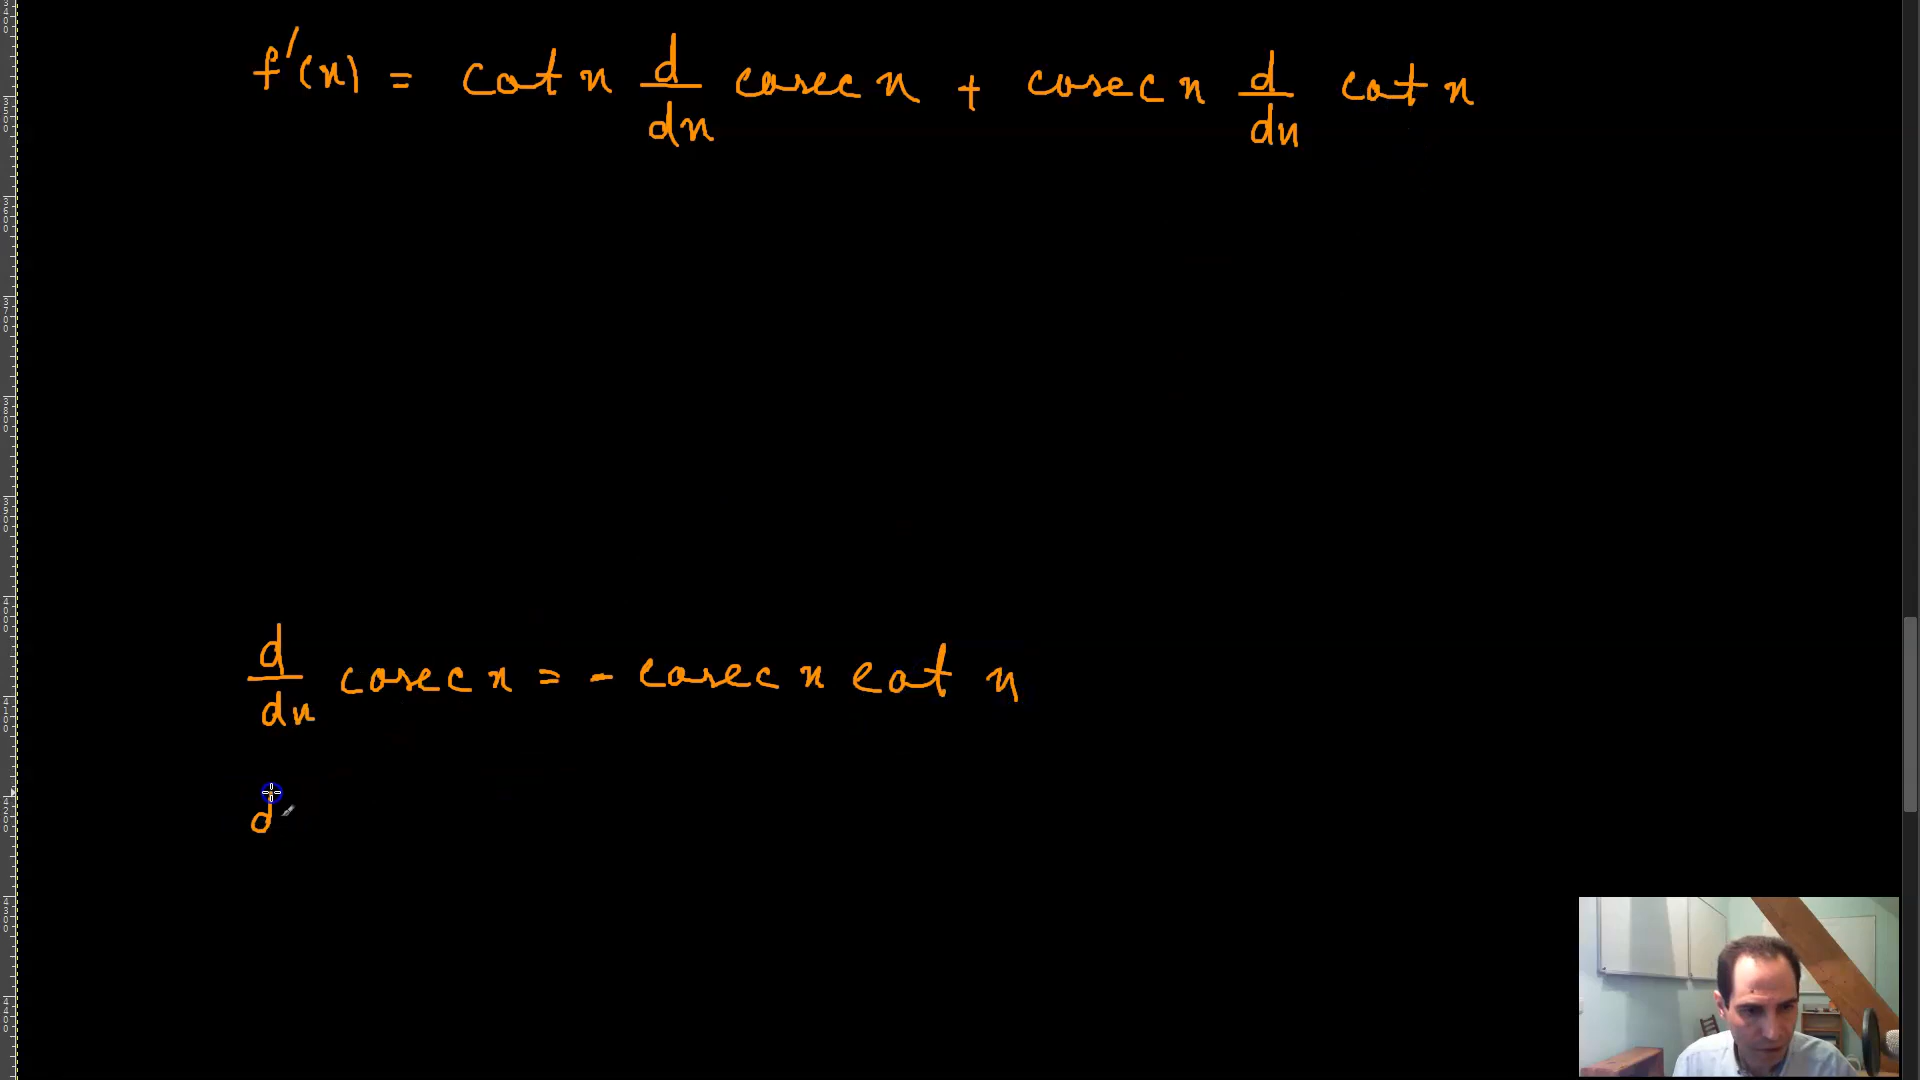 f'(x) = cot x d/dx cosec x + cosec x d/dx cot x
d/dx cosec x = - cosec x cot x
d